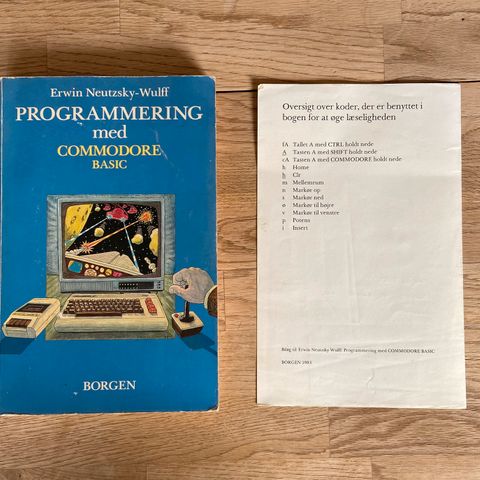 Erwin Neutzsky-Wulff
PROGRAMMERING
med
COMMODORE
BASIC
BORGEN
Oversigt over koder, der er benyttet i
bogen for at øge læseligheden
fA Tallet A med CTRL holdt nede
A Tasten A med SHIFT holdt nede
cA Tasten A med COMMODORE holdt nede
h Home
h Clr
m Mellemrum
n Markør op
s Markør ned
ø Markør til højre
v Markør til venstre
p Potens
i Insert
Bilag til: Erwin Neutzsky-Wulff: Programmering med COMMODORE BASIC
BORGEN 1983